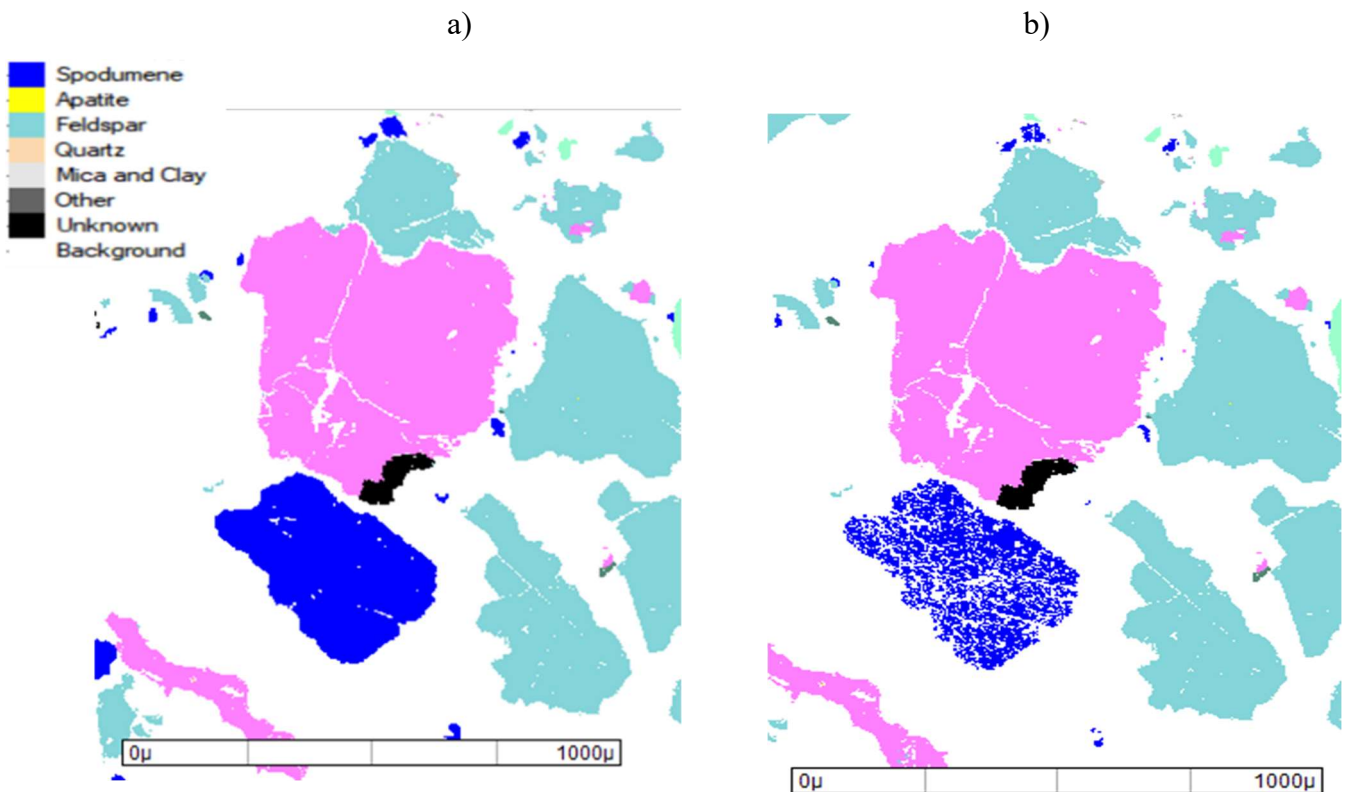 a)
b)
Spodumene
Apatite
Feldspar
Quartz
Mica and Clay
Other
Unknown
Background
0µ 1000µ
0µ 1000µ